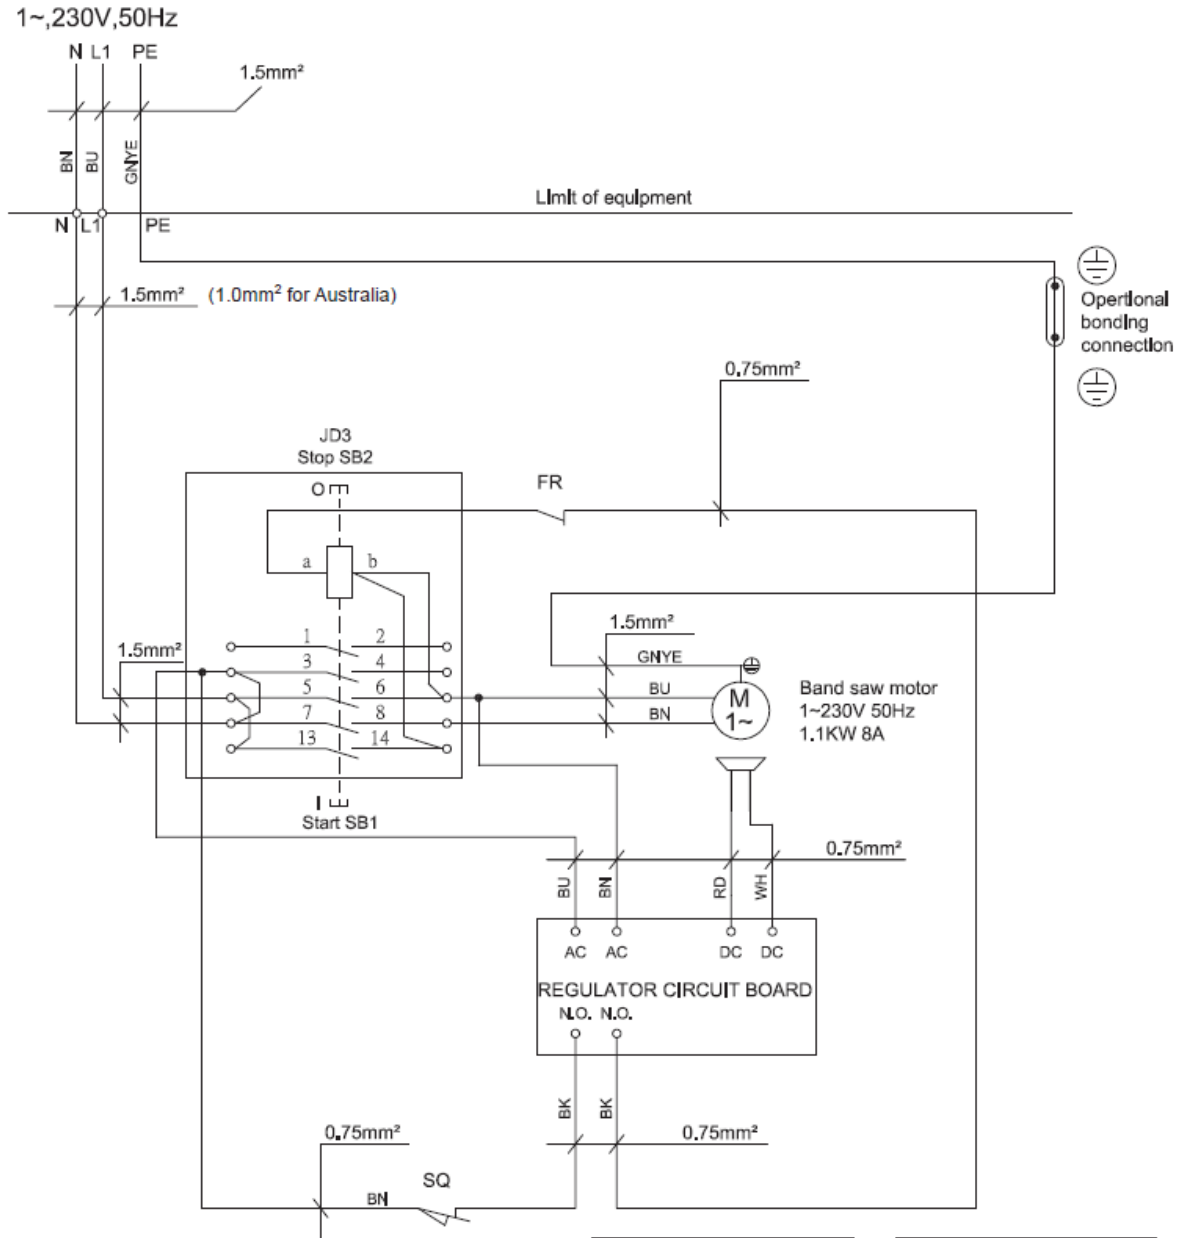 1~,230V,50Hz
N L1 PE
1.5mm²
BN BU GNYE
Limit of equipment
N L1 PE
1.5mm² (1.0mm² for Australia)
Opertional
bonding
connection
0.75mm²
JD3
Stop SB2
O
FR
a b
1 2
3 4
5 6
7 8
13 14
1.5mm²
I
Start SB1
1.5mm²
GNYE
BU
BN
M
1~
Band saw motor
1~230V 50Hz
1.1KW 8A
0.75mm²
BU BN RD WH
AC AC DC DC
REGULATOR CIRCUIT BOARD
N.O. N.O.
BK BK
0.75mm²
0.75mm²
BN
SQ